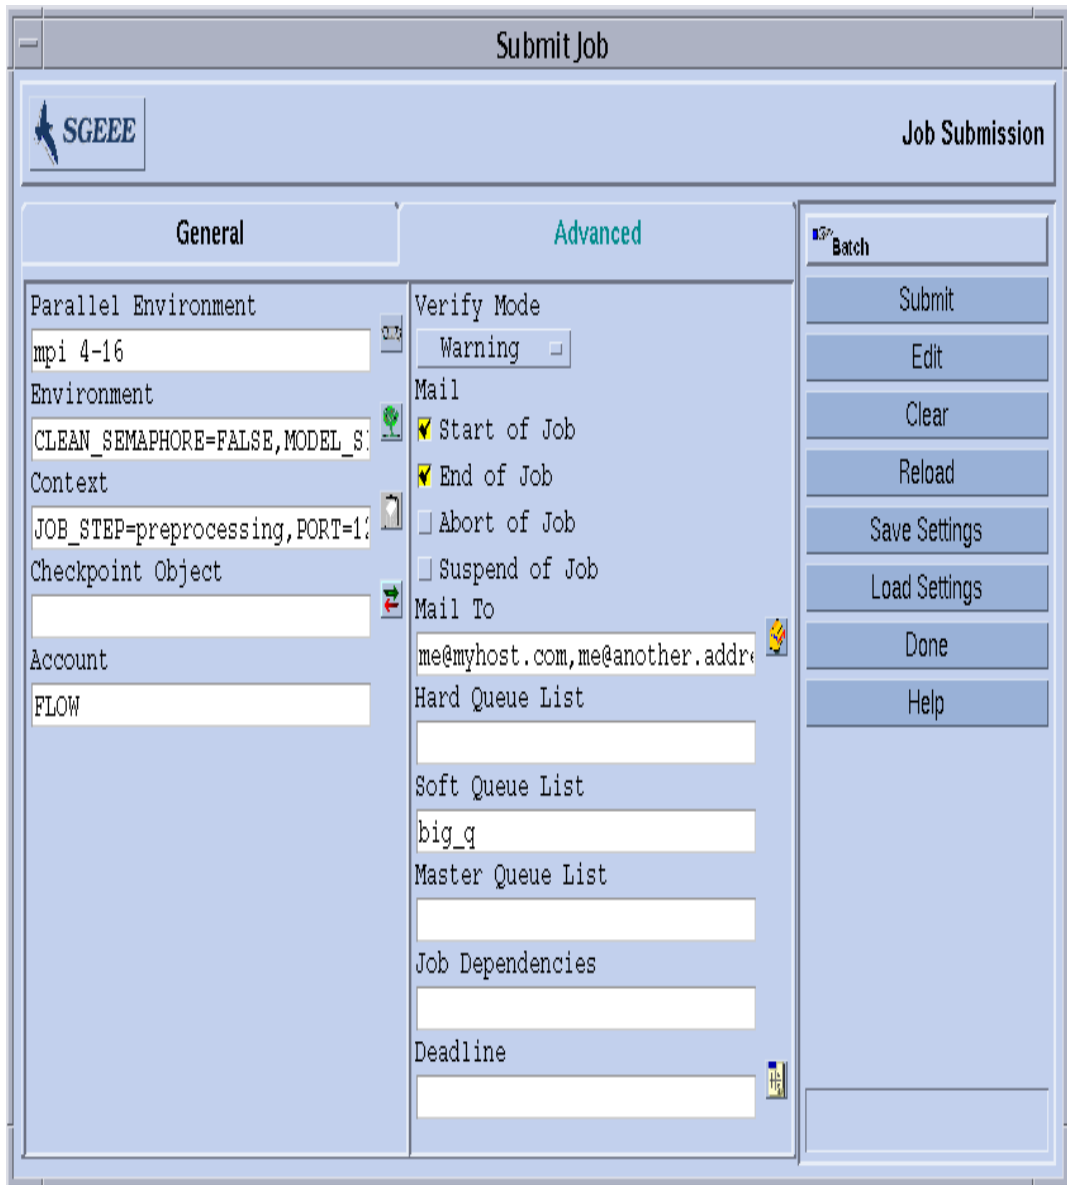 Submit Job
SGEEE
Job Submission
General
Advanced
Parallel Environment
mpi 4-16
Environment
CLEAN_SEMAPHORE=FALSE,MODEL_S
Context
JOB_STEP=preprocessing,PORT=12
Checkpoint Object
Account
FLOW
Verify Mode
Warning
Mail
Start of Job
End of Job
Abort of Job
Suspend of Job
Mail To
me@myhost.com,me@another.addre
Hard Queue List
Soft Queue List
big_q
Master Queue List
Job Dependencies
Deadline
Batch
Submit
Edit
Clear
Reload
Save Settings
Load Settings
Done
Help